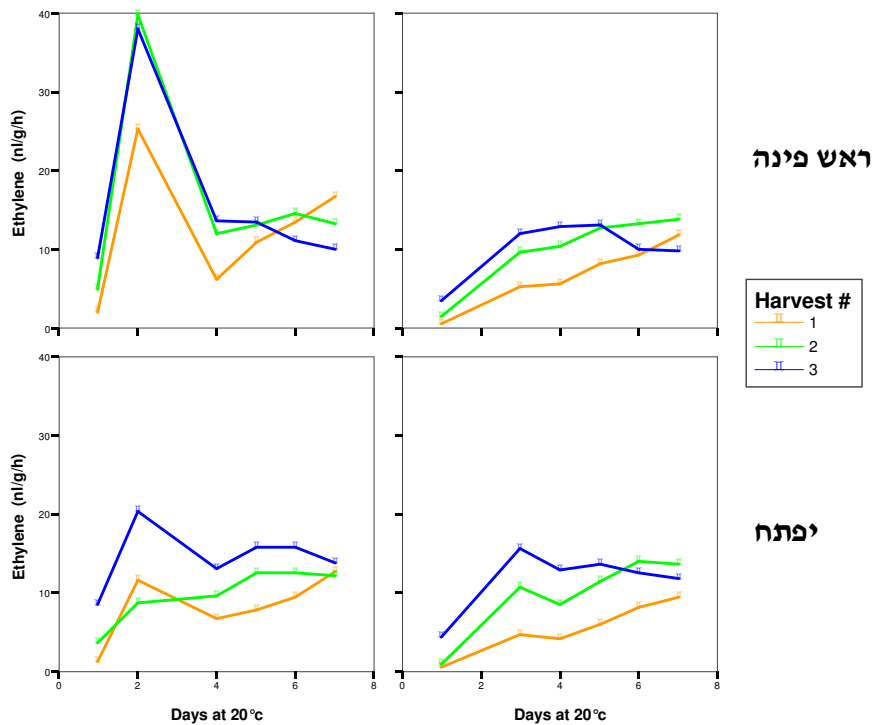 40
30
20
10
0
Ethylene (nl/g/h)
ראש פינה
Harvest #
1
2
3
40
30
20
10
0
Ethylene (nl/g/h)
יפתח
0 2 4 6 8
0 2 4 6 8
Days at 20°c
Days at 20°c